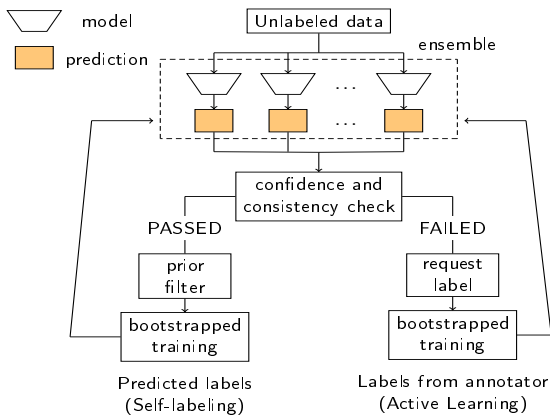 model
prediction
Unlabeled data
ensemble
...
...
confidence and
consistency check
PASSED
FAILED
prior
filter
request
label
bootstrapped
training
bootstrapped
training
Predicted labels
(Self-labeling)
Labels from annotator
(Active Learning)